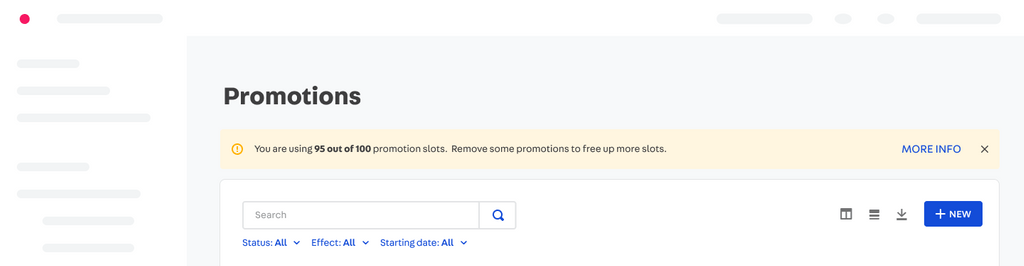 Promotions
You are using 95 out of 100 promotion slots. Remove some promotions to free up more slots. MORE INFO
Search
NEW
Status: All Effect: All Starting date: All